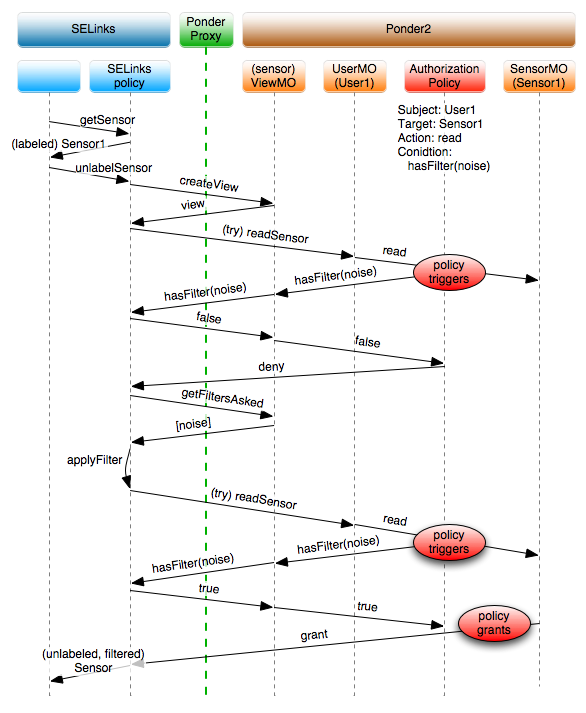 SELinks
Ponder
Proxy
Ponder2
SELinks
policy
(sensor)
ViewMO
UserMO
(User1)
Authorization
Policy
SensorMO
(Sensor1)
Subject: User1
Target: Sensor1
Action: read
Conidtion:
hasFilter(noise)
getSensor
(labeled) Sensor1
unlabelSensor
createView
view
(try) readSensor
read
policy
triggers
hasFilter(noise)
hasFilter(noise)
false
false
deny
getFiltersAsked
[noise]
applyFilter
(try) readSensor
read
policy
triggers
hasFilter(noise)
hasFilter(noise)
true
true
policy
grants
grant
(unlabeled, filtered)
Sensor